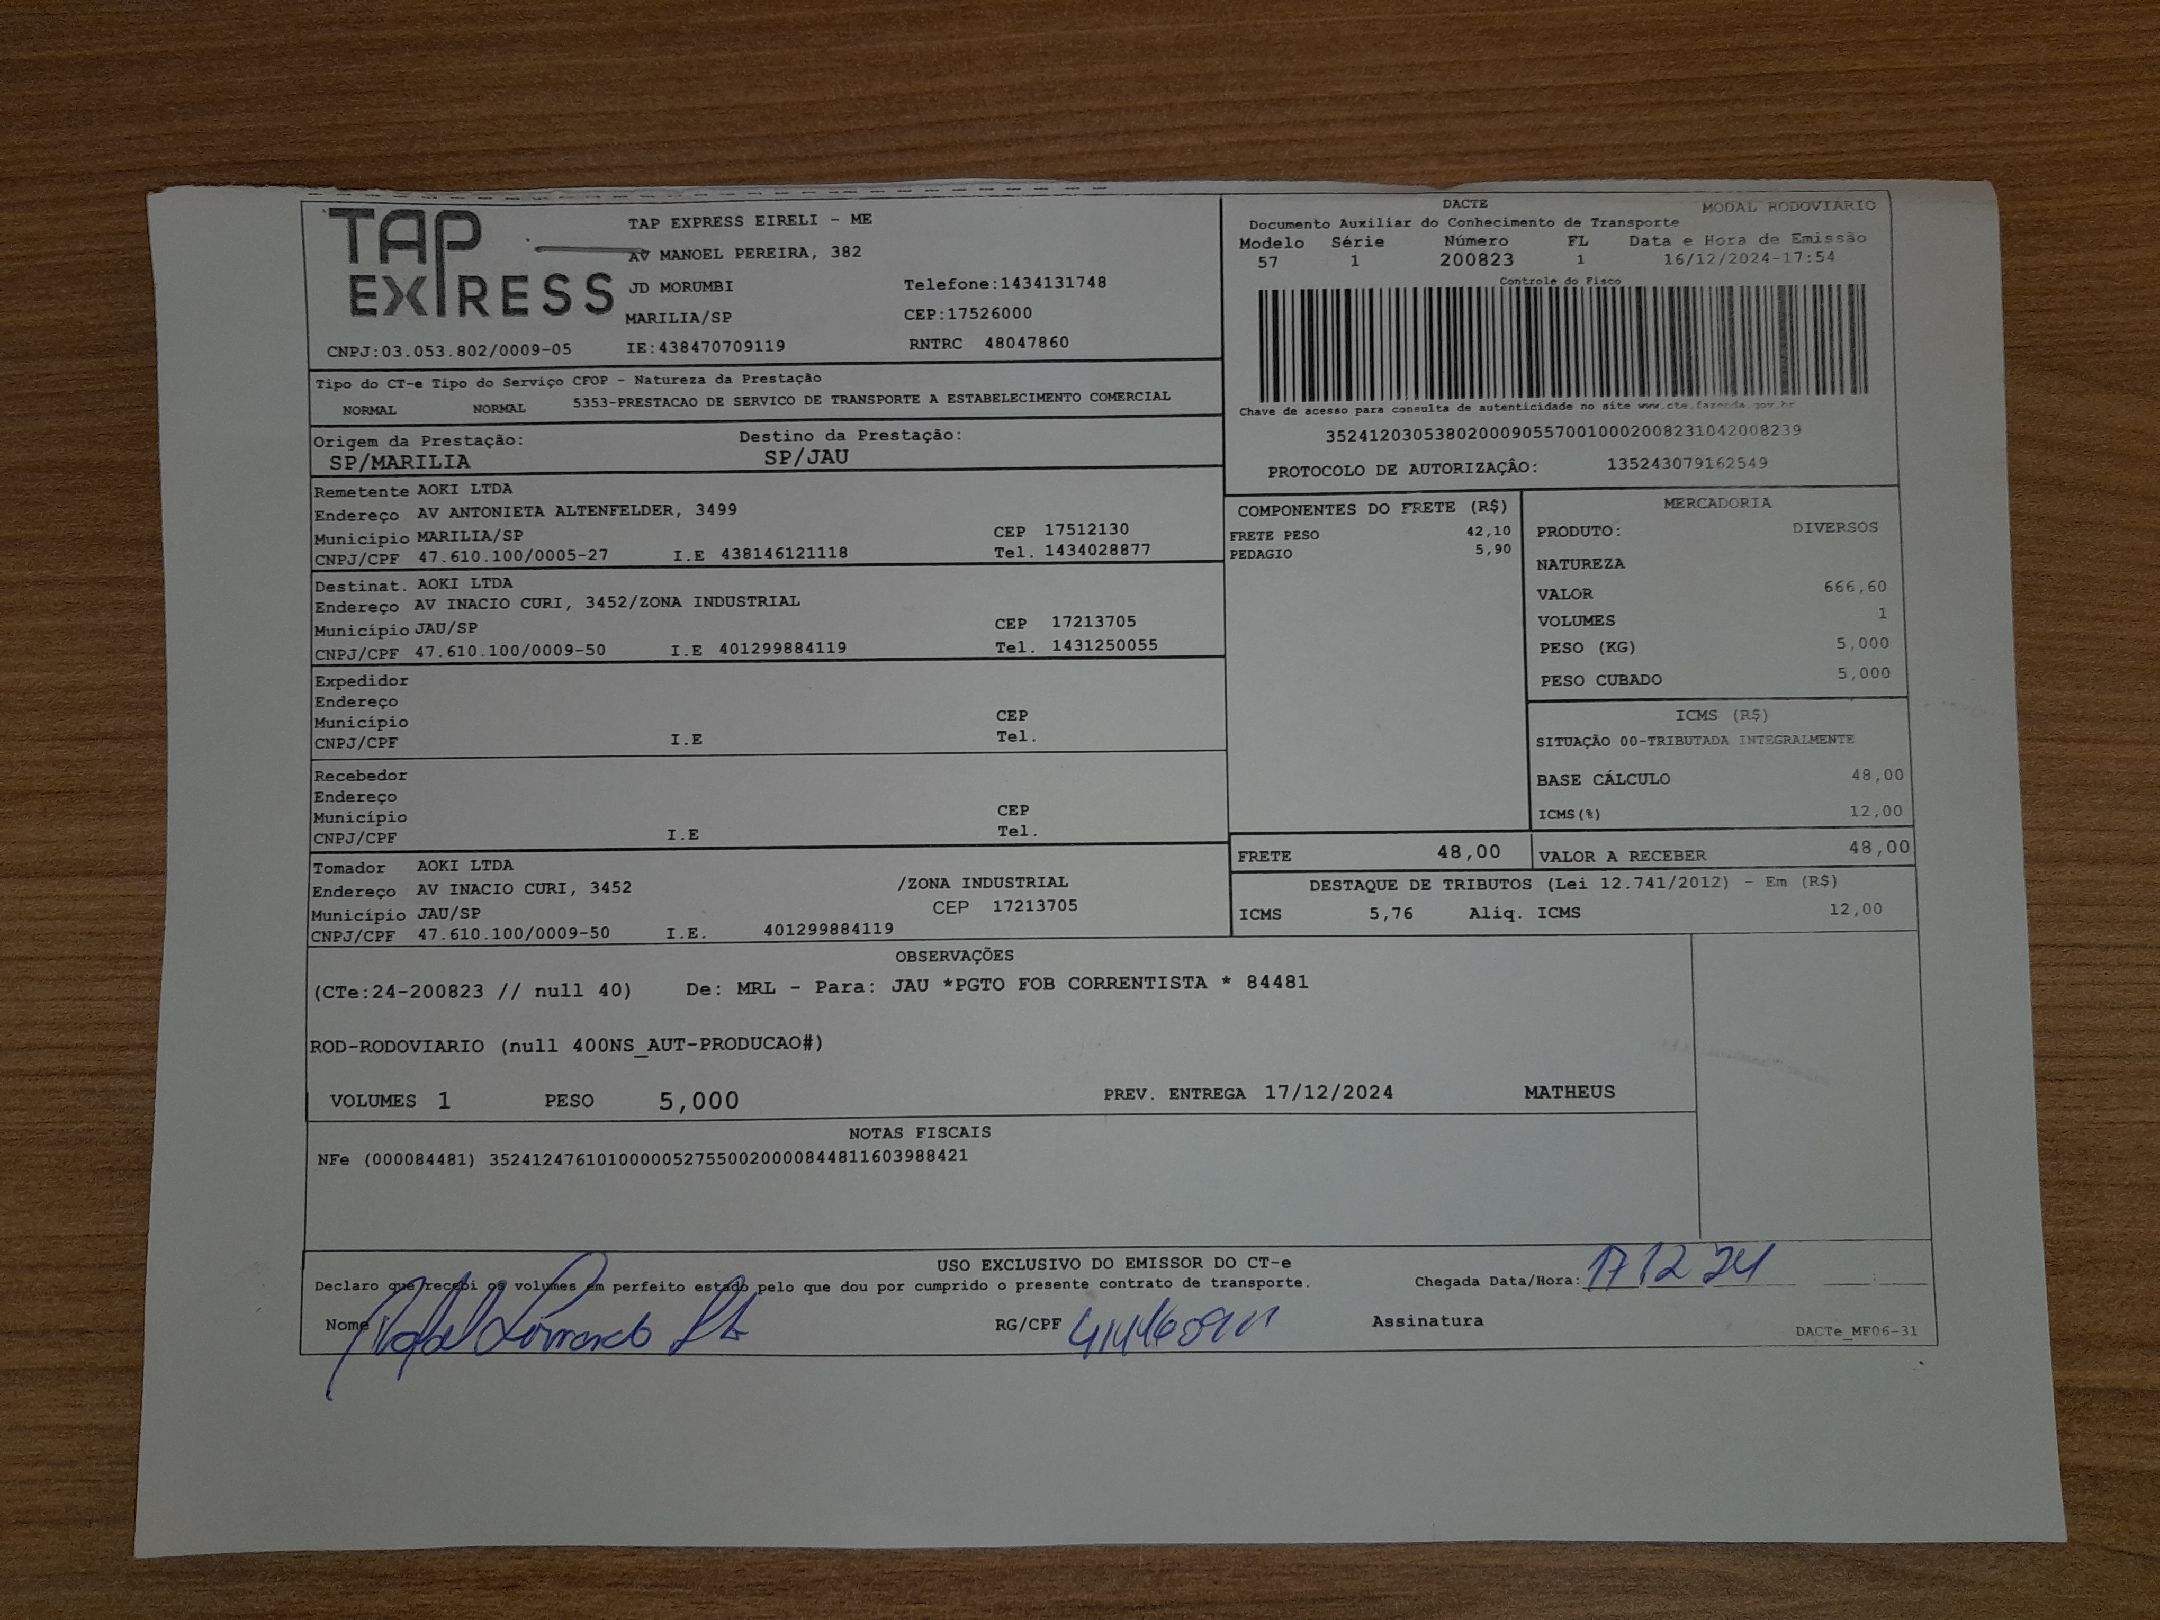 TAP
EXPRESS
TAP EXPRESS EIRELI - ME
AV MANOEL PEREIRA, 382
JD MORUMBI Telefone:1434131748
MARILIA/SP CEP:17526000
CNPJ:03.053.802/0009-05 IE:438470709119 RNTRC 48047860
DACTE MODAL RODOVIÁRIO
Documento Auxiliar do Conhecimento de Transporte
Modelo Série Número FL Data e Hora de Emissão
57 1 200823 1 16/12/2024-17:54
Controle do Fisco
Chave de acesso para consulta de autenticidade no site www.cte.fazenda.gov.br
35241203053802000905570010002008231042008239
PROTOCOLO DE AUTORIZAÇÂO: 135243079162549
Tipo do CT-e Tipo do Serviço CFOP - Natureza da Prestação
NORMAL NORMAL 5353-PRESTACAO DE SERVICO DE TRANSPORTE A ESTABELECIMENTO COMERCIAL
Origem da Prestação: Destino da Prestação:
SP/MARILIA SP/JAU
Remetente AOKI LTDA
Endereço AV ANTONIETA ALTENFELDER, 3499
Município MARILIA/SP CEP 17512130
CNPJ/CPF 47.610.100/0005-27 I.E 438146121118 Tel. 1434028877
Destinat. AOKI LTDA
Endereço AV INACIO CURI, 3452/ZONA INDUSTRIAL
Município JAU/SP CEP 17213705
CNPJ/CPF 47.610.100/0009-50 I.E 401299884119 Tel. 1431250055
Expedidor
Endereço
Município CEP
CNPJ/CPF I.E Tel.
Recebedor
Endereço
Município CEP
CNPJ/CPF I.E Tel.
Tomador AOKI LTDA
Endereço AV INACIO CURI, 3452 /ZONA INDUSTRIAL
Município JAU/SP CEP 17213705
CNPJ/CPF 47.610.100/0009-50 I.E. 401299884119
COMPONENTES DO FRETE (R$)
FRETE PESO 42,10
PEDAGIO 5,90
MERCADORIA
PRODUTO: DIVERSOS
NATUREZA
VALOR 666,60
VOLUMES 1
PESO (KG) 5,000
PESO CUBADO 5,000
ICMS (R$)
SITUAÇÃO 00-TRIBUTADA INTEGRALMENTE
BASE CÁLCULO 48,00
ICMS(%) 12,00
FRETE 48,00 VALOR A RECEBER 48,00
DESTAQUE DE TRIBUTOS (Lei 12.741/2012) - Em (R$)
ICMS 5,76 Aliq. ICMS 12,00
OBSERVAÇÕES
(CTe:24-200823 // null 40) De: MRL - Para: JAU *PGTO FOB CORRENTISTA * 84481
ROD-RODOVIARIO (null 400NS_AUT-PRODUCAO#)
VOLUMES 1 PESO 5,000 PREV. ENTREGA 17/12/2024 MATHEUS
NOTAS FISCAIS
NFe (000084481) 35241247610100000527550020000844811603988421
USO EXCLUSIVO DO EMISSOR DO CT-e
Declaro que recebi os volumes em perfeito estado pelo que dou por cumprido o presente contrato de transporte. Chegada Data/Hora: 17 12 24
Nome RG/CPF Assinatura
DACTe_MF06-31